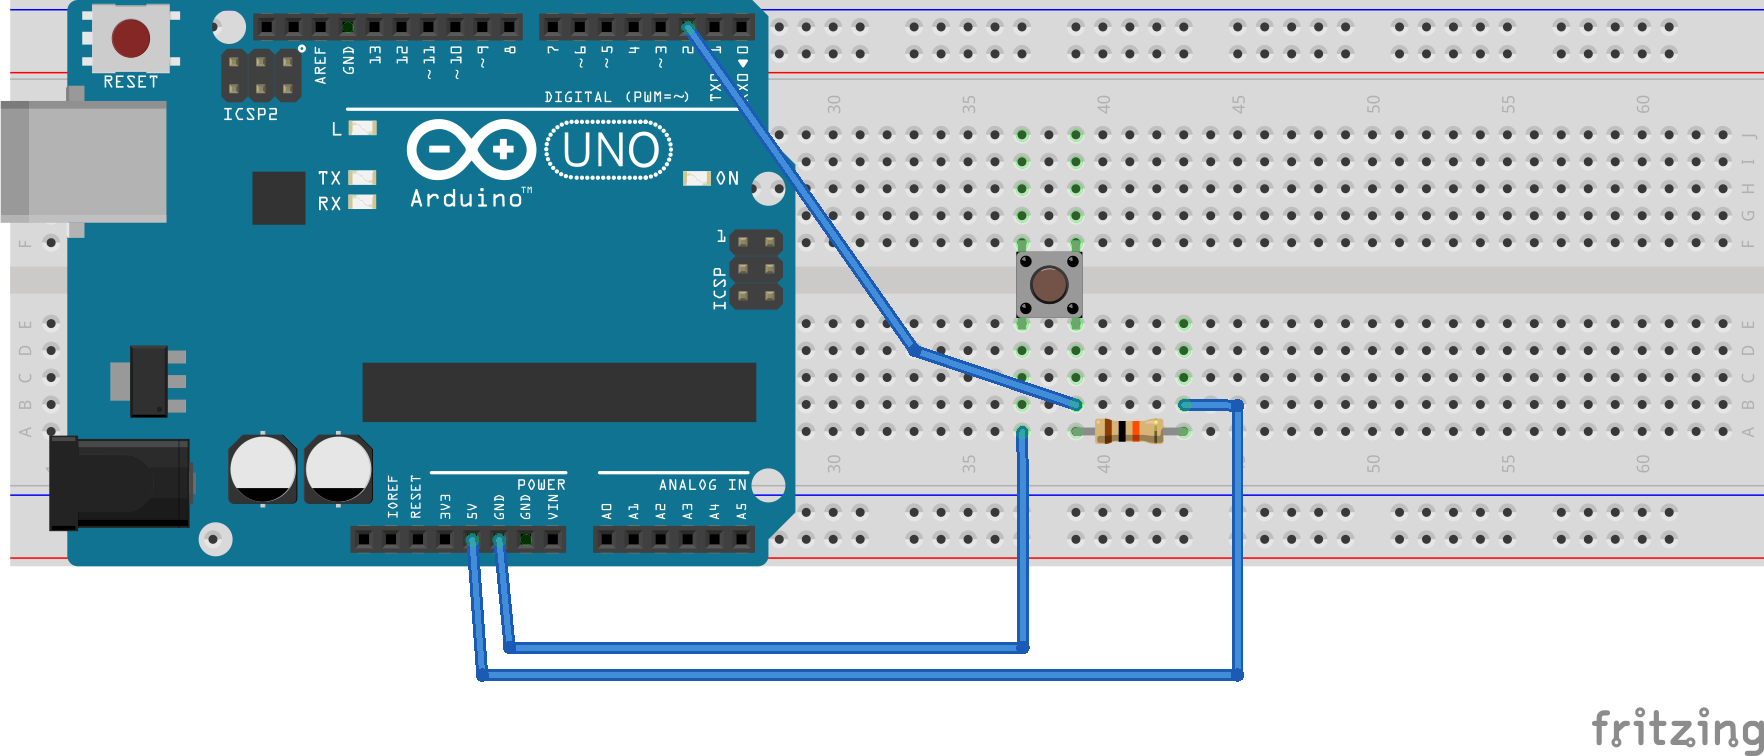 RESET
ICSP2
AREF
GND
13
12
~11
~10
~9
8
7
~6
~5
4
~3
2
1
0
DIGITAL (PWM=~)
L
TX
RX
UNO
Arduino™
ON
1
ICSP
30 35 40 45 50 55 60
J
I
H
G
F
F
E
D
C
B
A
E
D
C
B
A
30 35 40 45 50 55 60
POWER
ANALOG IN
IOREF
RESET
3V3
5V
GND
GND
VIN
A0
A1
A2
A3
A4
A5
fritzing